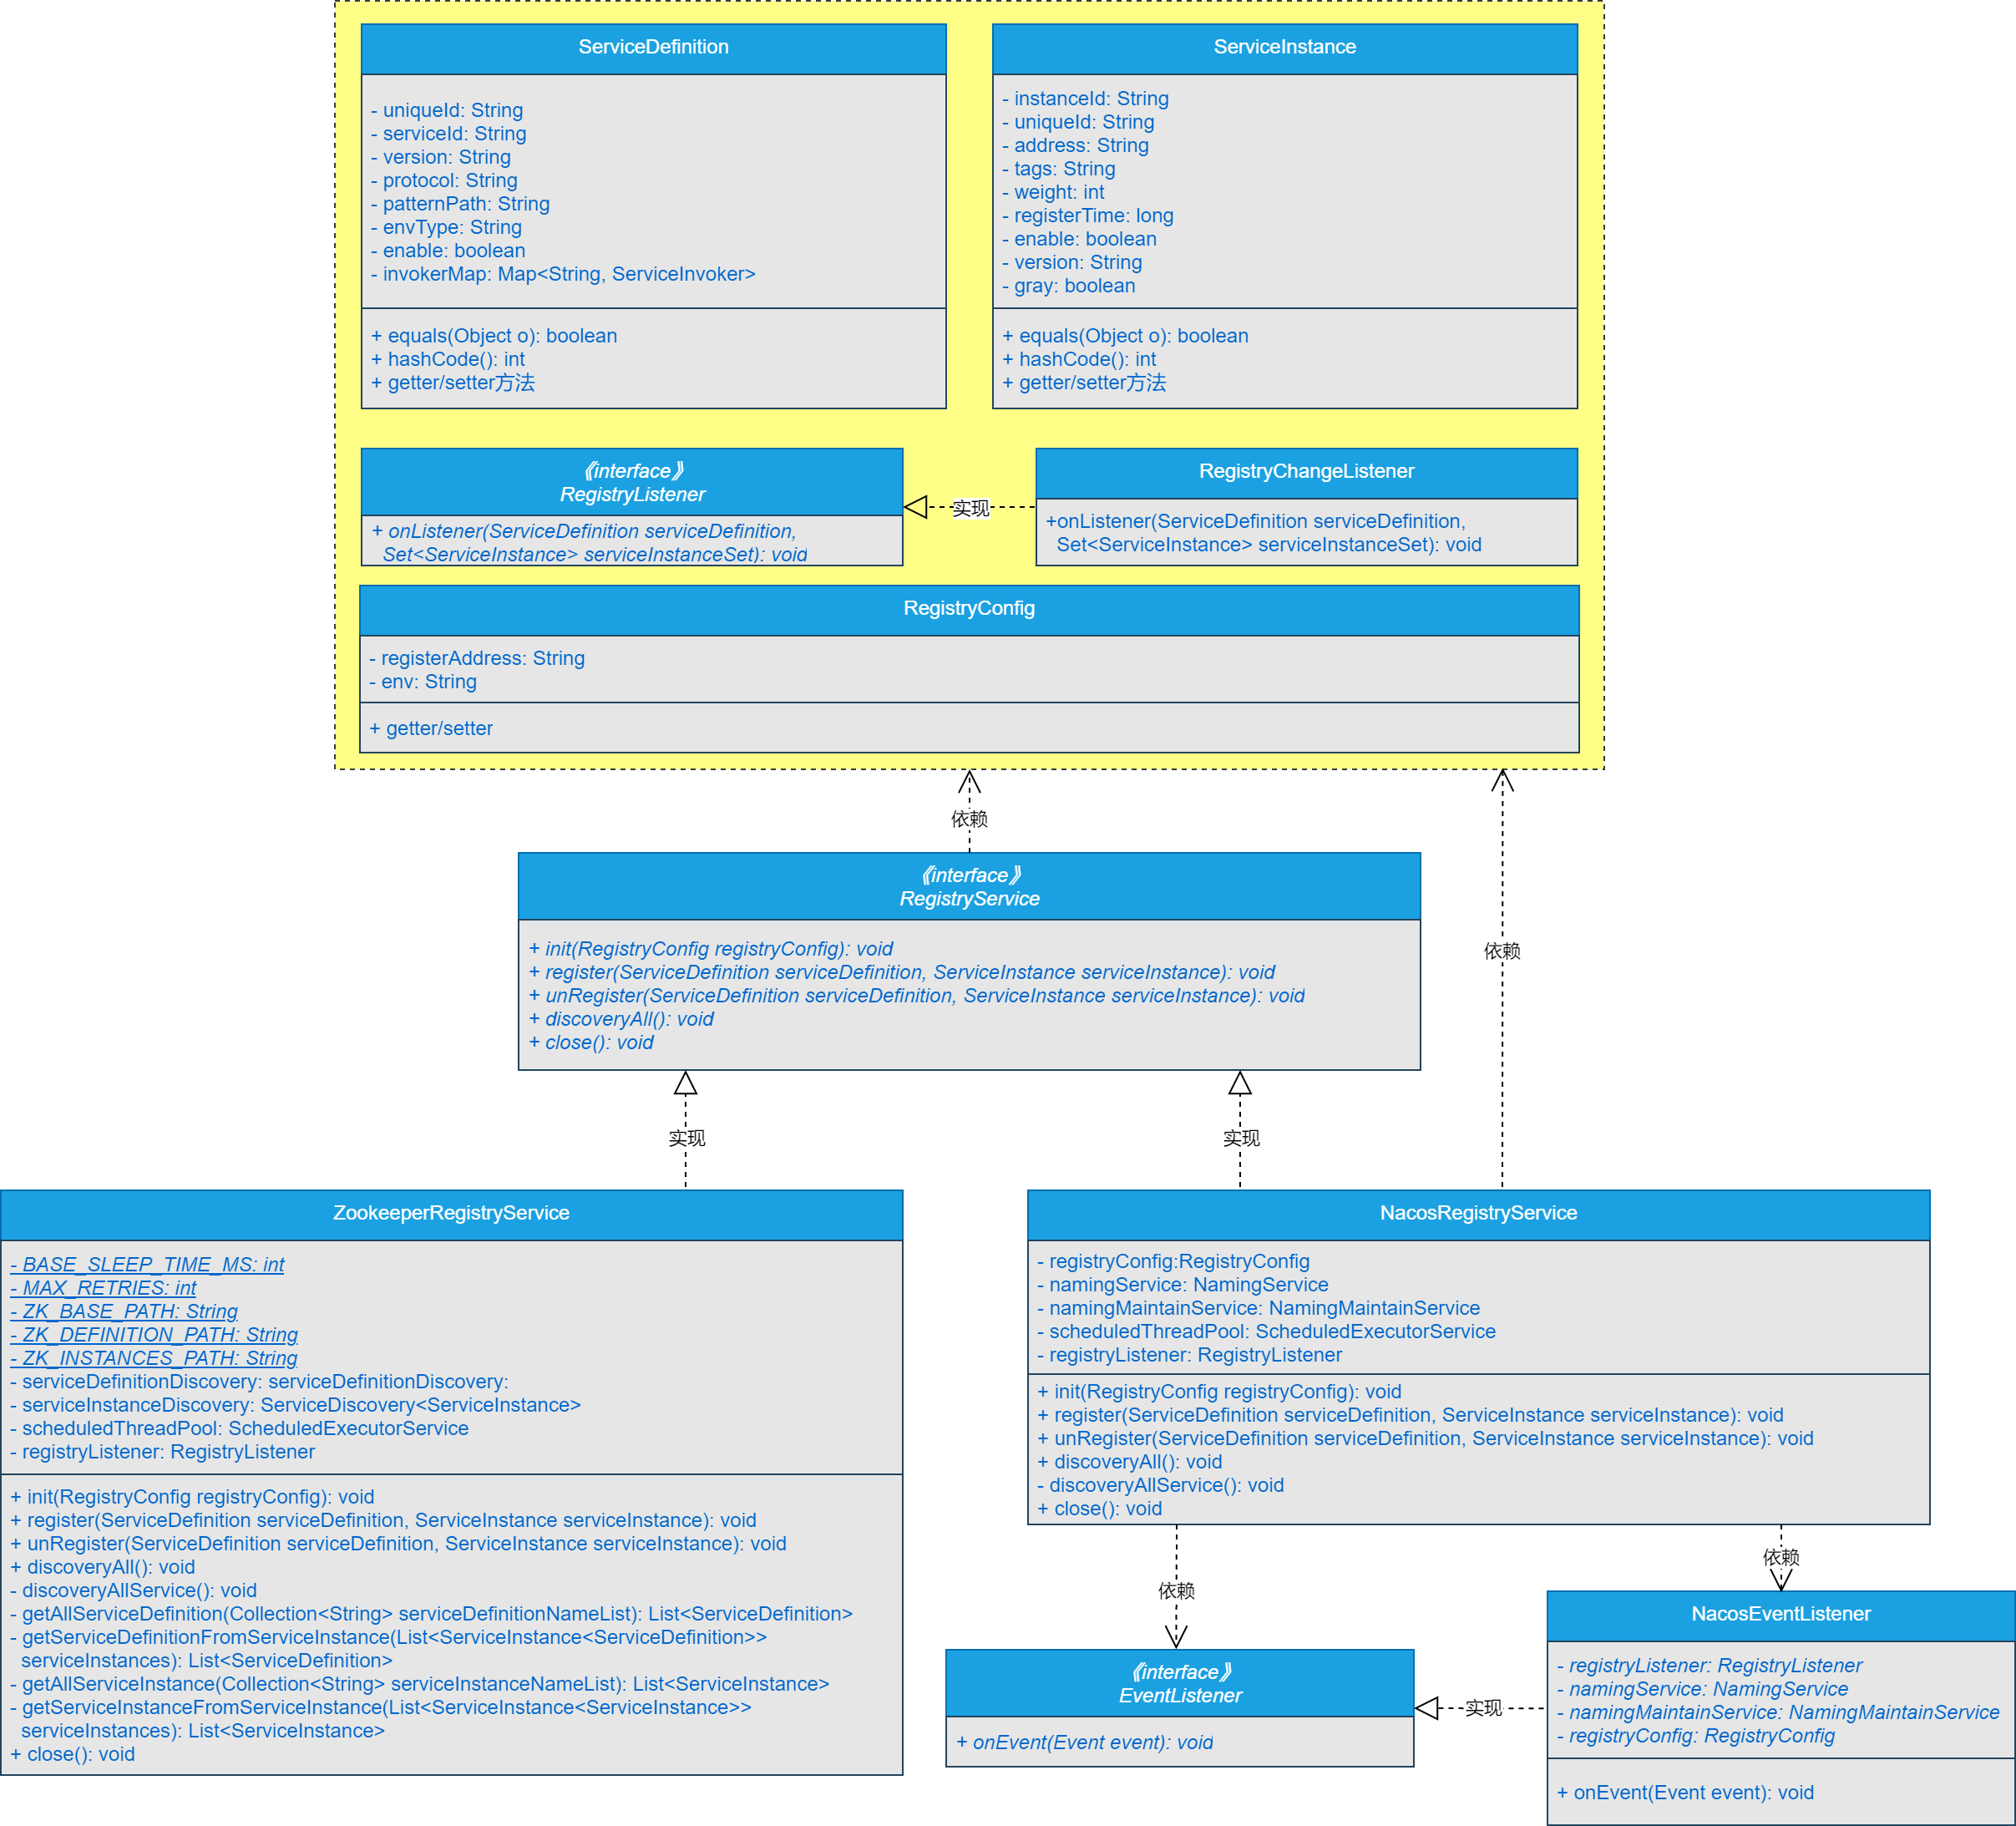 ServiceDefinition
- uniqueId: String
- serviceId: String
- version: String
- protocol: String
- patternPath: String
- envType: String
- enable: boolean
- invokerMap: Map<String, ServiceInvoker>
+ equals(Object o): boolean
+ hashCode(): int
+ getter/setter方法
ServiceInstance
- instanceId: String
- uniqueId: String
- address: String
- tags: String
- weight: int
- registerTime: long
- enable: boolean
- version: String
- gray: boolean
+ equals(Object o): boolean
+ hashCode(): int
+ getter/setter方法
《interface》
RegistryListener
+ onListener(ServiceDefinition serviceDefinition,
Set<ServiceInstance> serviceInstanceSet): void
实现
RegistryChangeListener
+onListener(ServiceDefinition serviceDefinition,
Set<ServiceInstance> serviceInstanceSet): void
RegistryConfig
- registerAddress: String
- env: String
+ getter/setter
依赖
《interface》
RegistryService
+ init(RegistryConfig registryConfig): void
+ register(ServiceDefinition serviceDefinition, ServiceInstance serviceInstance): void
+ unRegister(ServiceDefinition serviceDefinition, ServiceInstance serviceInstance): void
+ discoveryAll(): void
+ close(): void
依赖
实现
实现
ZookeeperRegistryService
- BASE_SLEEP_TIME_MS: int
- MAX_RETRIES: int
- ZK_BASE_PATH: String
- ZK_DEFINITION_PATH: String
- ZK_INSTANCES_PATH: String
- serviceDefinitionDiscovery: serviceDefinitionDiscovery:
- serviceInstanceDiscovery: ServiceDiscovery<ServiceInstance>
- scheduledThreadPool: ScheduledExecutorService
- registryListener: RegistryListener
+ init(RegistryConfig registryConfig): void
+ register(ServiceDefinition serviceDefinition, ServiceInstance serviceInstance): void
+ unRegister(ServiceDefinition serviceDefinition, ServiceInstance serviceInstance): void
+ discoveryAll(): void
- discoveryAllService(): void
- getAllServiceDefinition(Collection<String> serviceDefinitionNameList): List<ServiceDefinition>
- getServiceDefinitionFromServiceInstance(List<ServiceInstance<ServiceDefinition>>
serviceInstances): List<ServiceDefinition>
- getAllServiceInstance(Collection<String> serviceInstanceNameList): List<ServiceInstance>
- getServiceInstanceFromServiceInstance(List<ServiceInstance<ServiceInstance>>
serviceInstances): List<ServiceInstance>
+ close(): void
NacosRegistryService
- registryConfig:RegistryConfig
- namingService: NamingService
- namingMaintainService: NamingMaintainService
- scheduledThreadPool: ScheduledExecutorService
- registryListener: RegistryListener
+ init(RegistryConfig registryConfig): void
+ register(ServiceDefinition serviceDefinition, ServiceInstance serviceInstance): void
+ unRegister(ServiceDefinition serviceDefinition, ServiceInstance serviceInstance): void
+ discoveryAll(): void
- discoveryAllService(): void
+ close(): void
依赖
依赖
《interface》
EventListener
+ onEvent(Event event): void
实现
NacosEventListener
- registryListener: RegistryListener
- namingService: NamingService
- namingMaintainService: NamingMaintainService
- registryConfig: RegistryConfig
+ onEvent(Event event): void